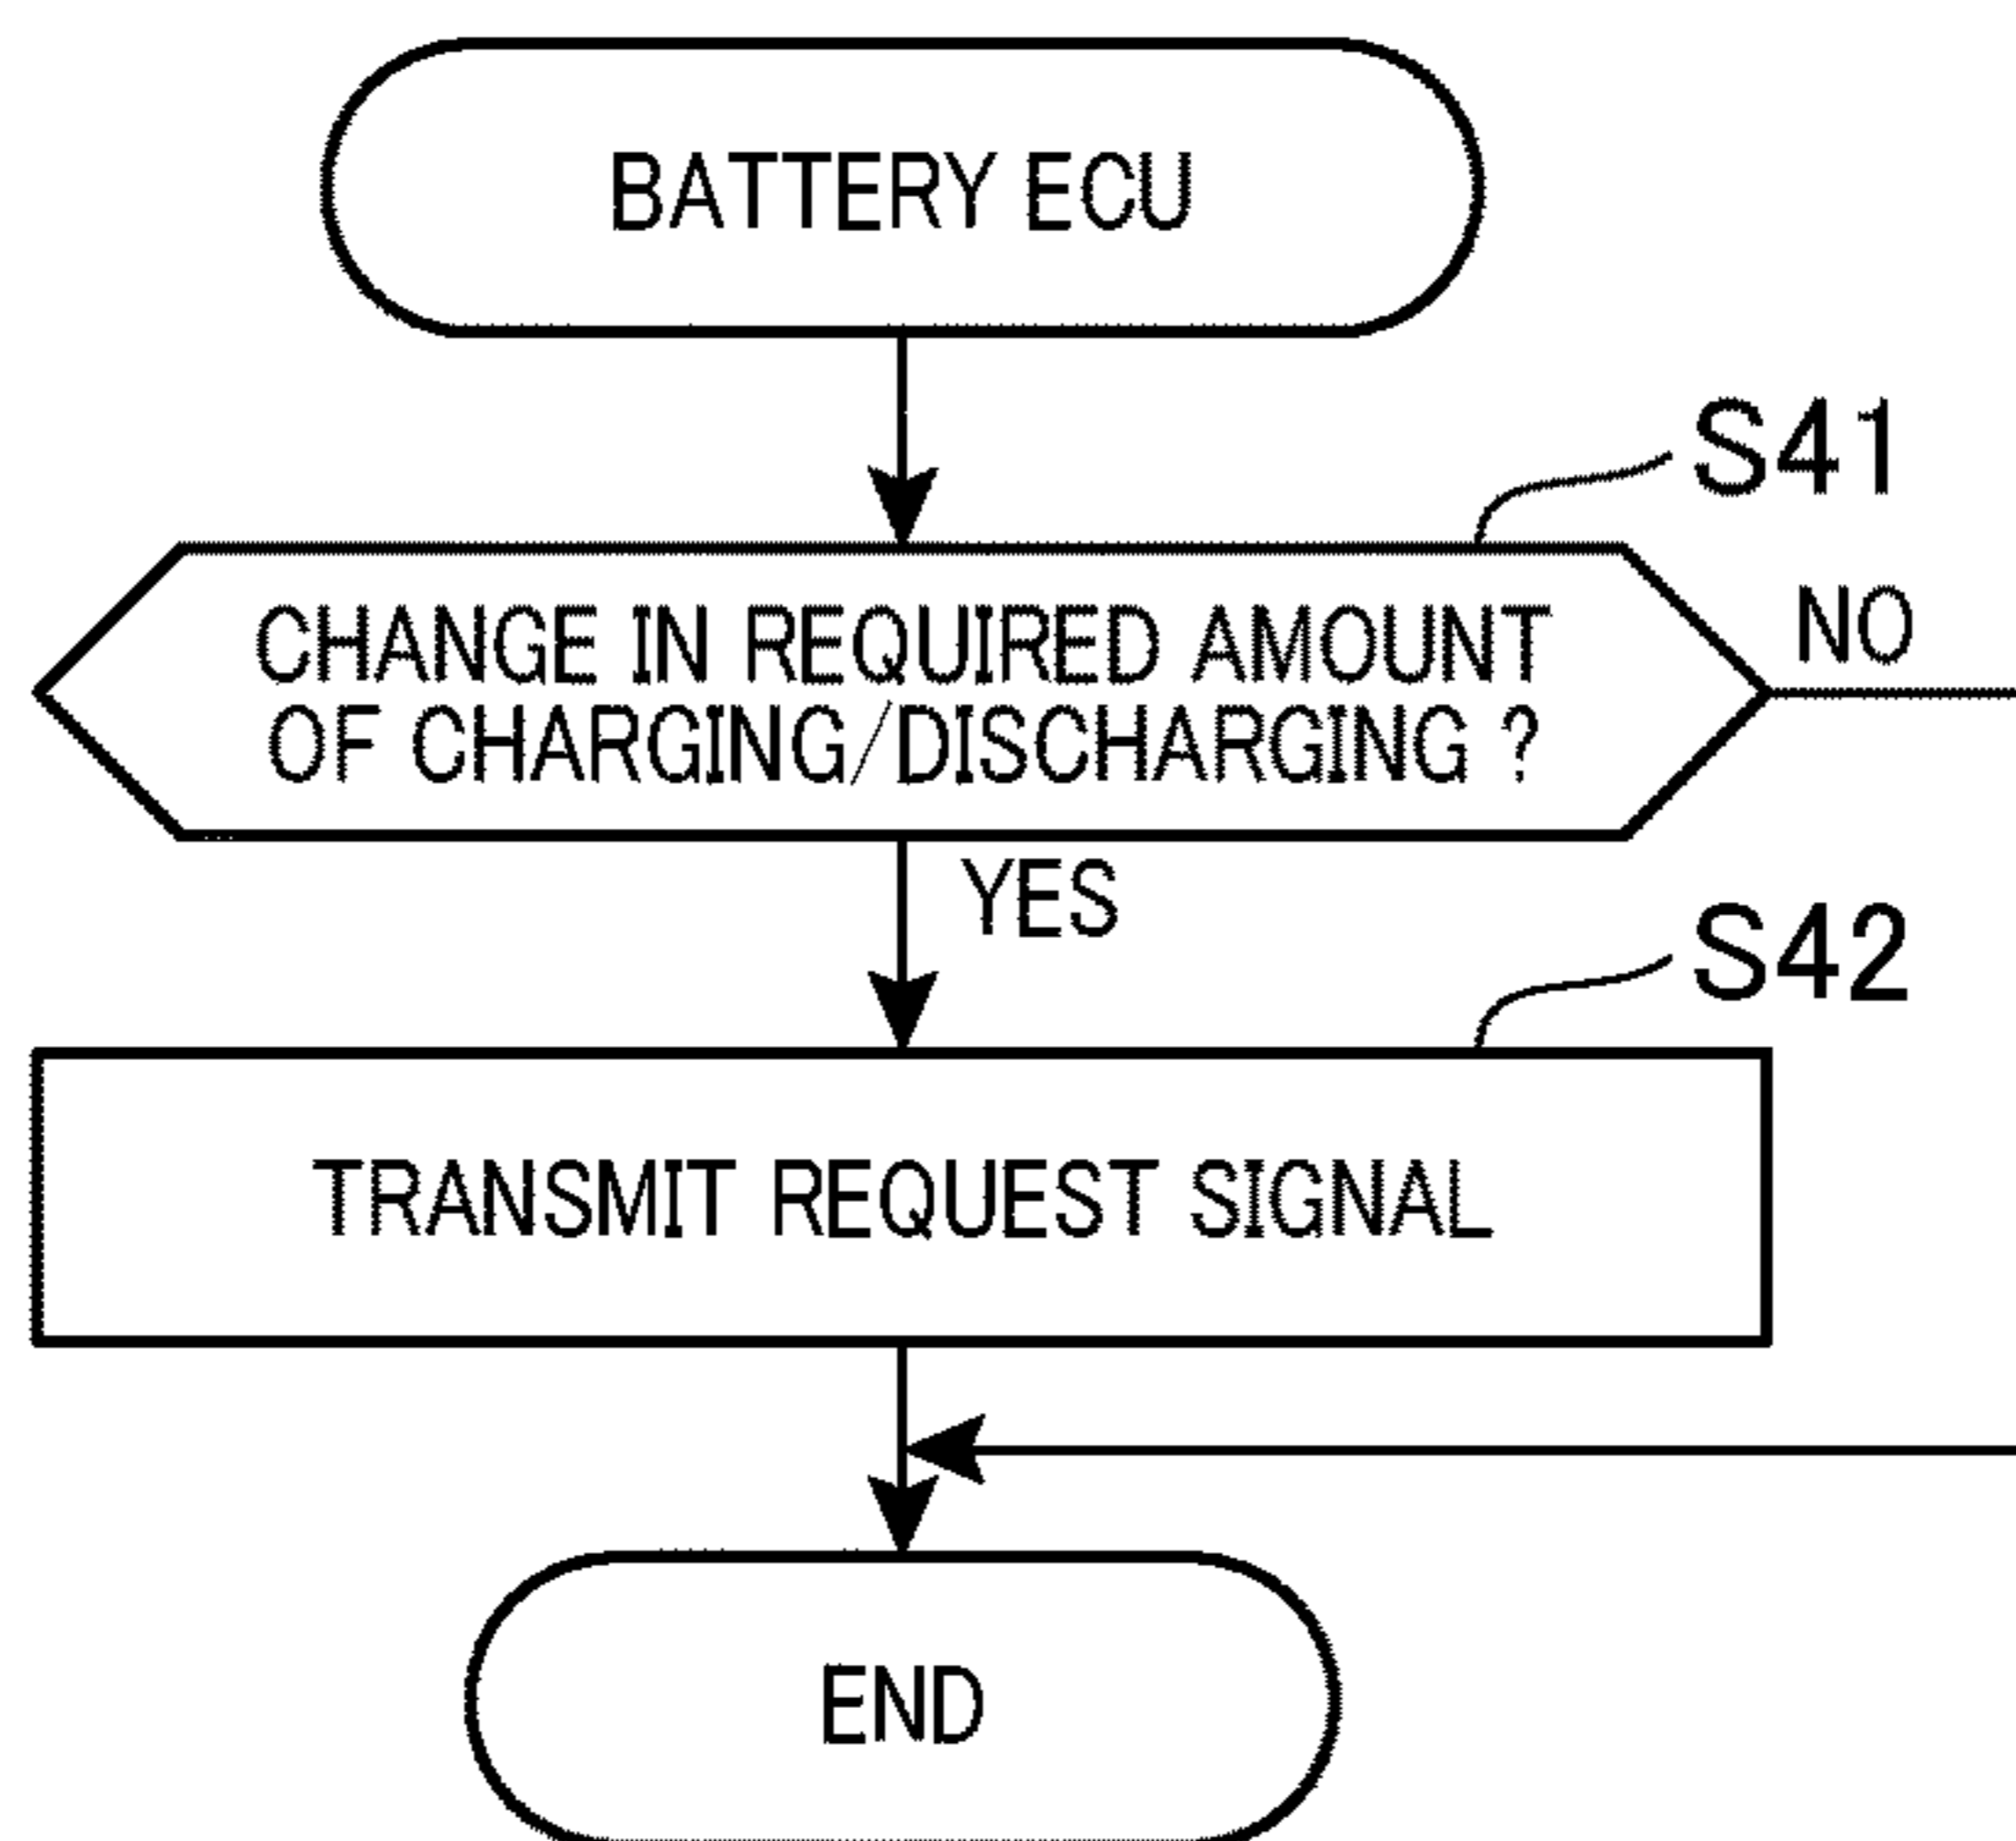 BATTERY ECU
S41
CHANGE IN REQUIRED AMOUNT
OF CHARGING/DISCHARGING ?
NO
YES
S42
TRANSMIT REQUEST SIGNAL
END